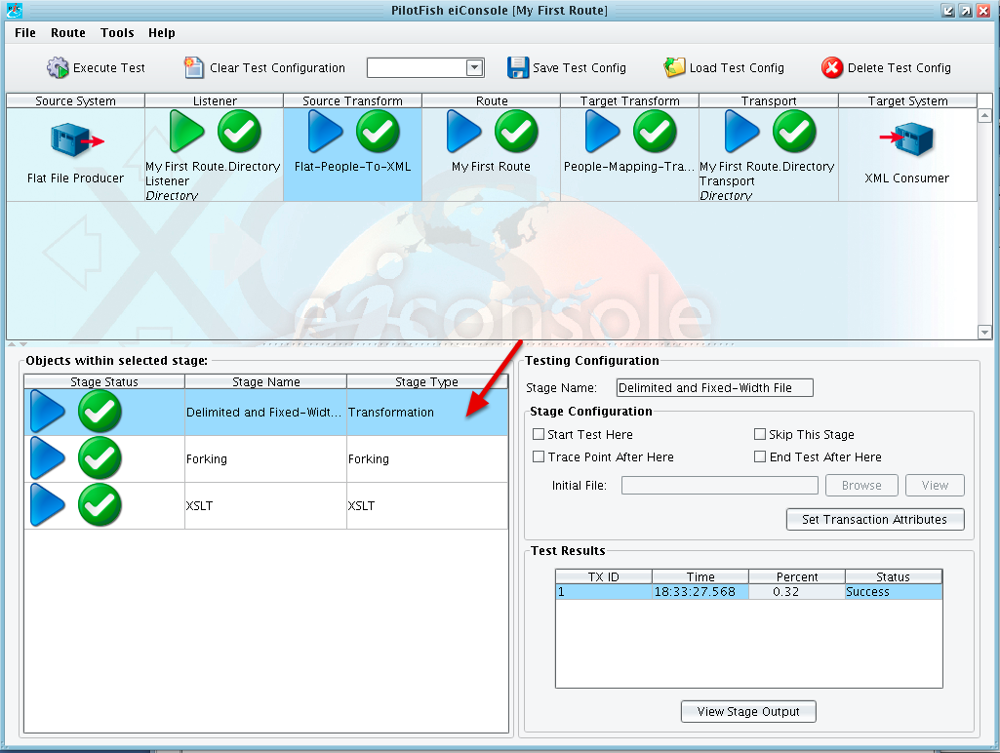 PilotFish eiConsole [My First Route]
File Route Tools Help
Execute Test Clear Test Configuration Save Test Config Load Test Config Delete Test Config
Source System Listener Source Transform Route Target Transform Transport Target System
Flat File Producer
My First Route.Directory
Listener
Directory
Flat-People-To-XML
My First Route
People-Mapping-Tra...
My First Route.Directory
Transport
Directory
XML Consumer
eiconsole
Objects within selected stage:
Stage Status Stage Name Stage Type
Delimited and Fixed-Widt... Transformation
Forking Forking
XSLT XSLT
Testing Configuration
Stage Name: Delimited and Fixed-Width File
Stage Configuration
Start Test Here Skip This Stage
Trace Point After Here End Test After Here
Initial File: Browse View
Set Transaction Attributes
Test Results
TX ID Time Percent Status
1 18:33:27.568 0.32 Success
View Stage Output